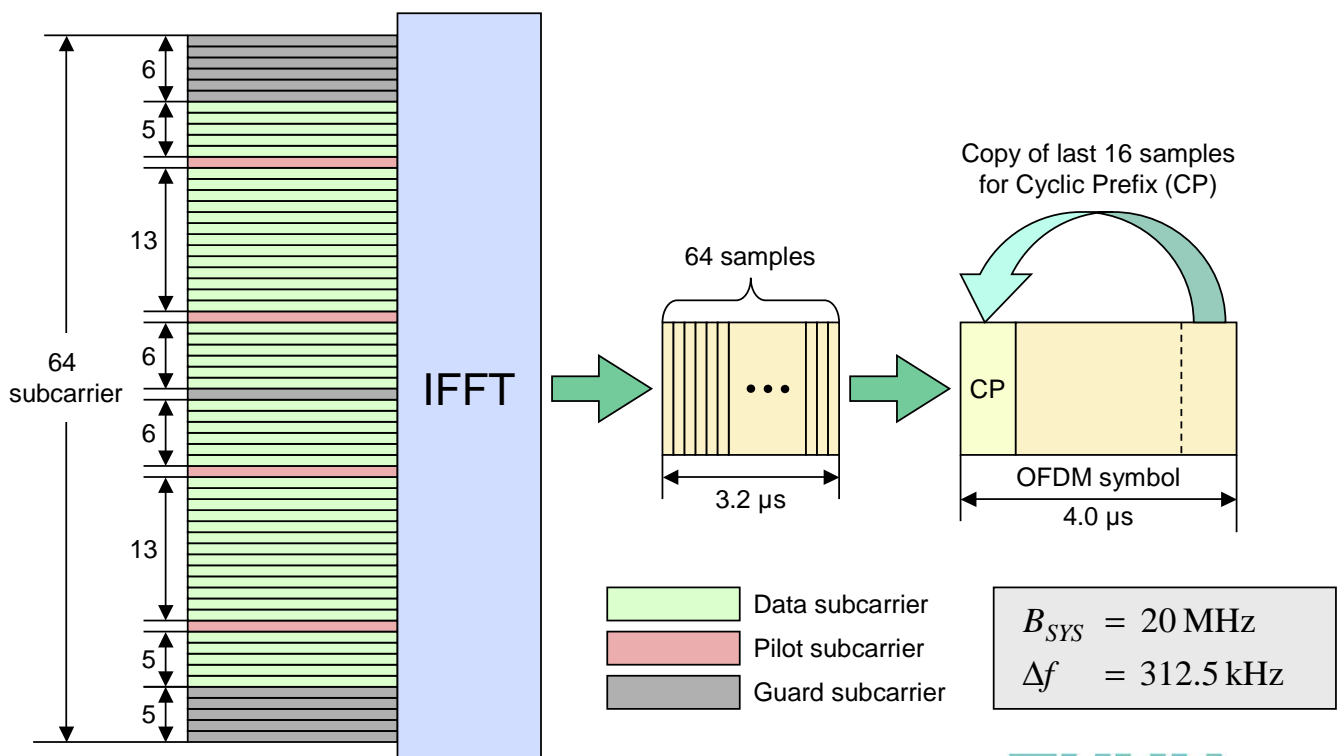 6
5
13
6
64
subcarrier
6
13
5
5
IFFT
64 samples
3.2 µs
Copy of last 16 samples
for Cyclic Prefix (CP)
CP
OFDM symbol
4.0 µs
Data subcarrier
Pilot subcarrier
Guard subcarrier
B_SYS = 20 MHz
Δf = 312.5 kHz